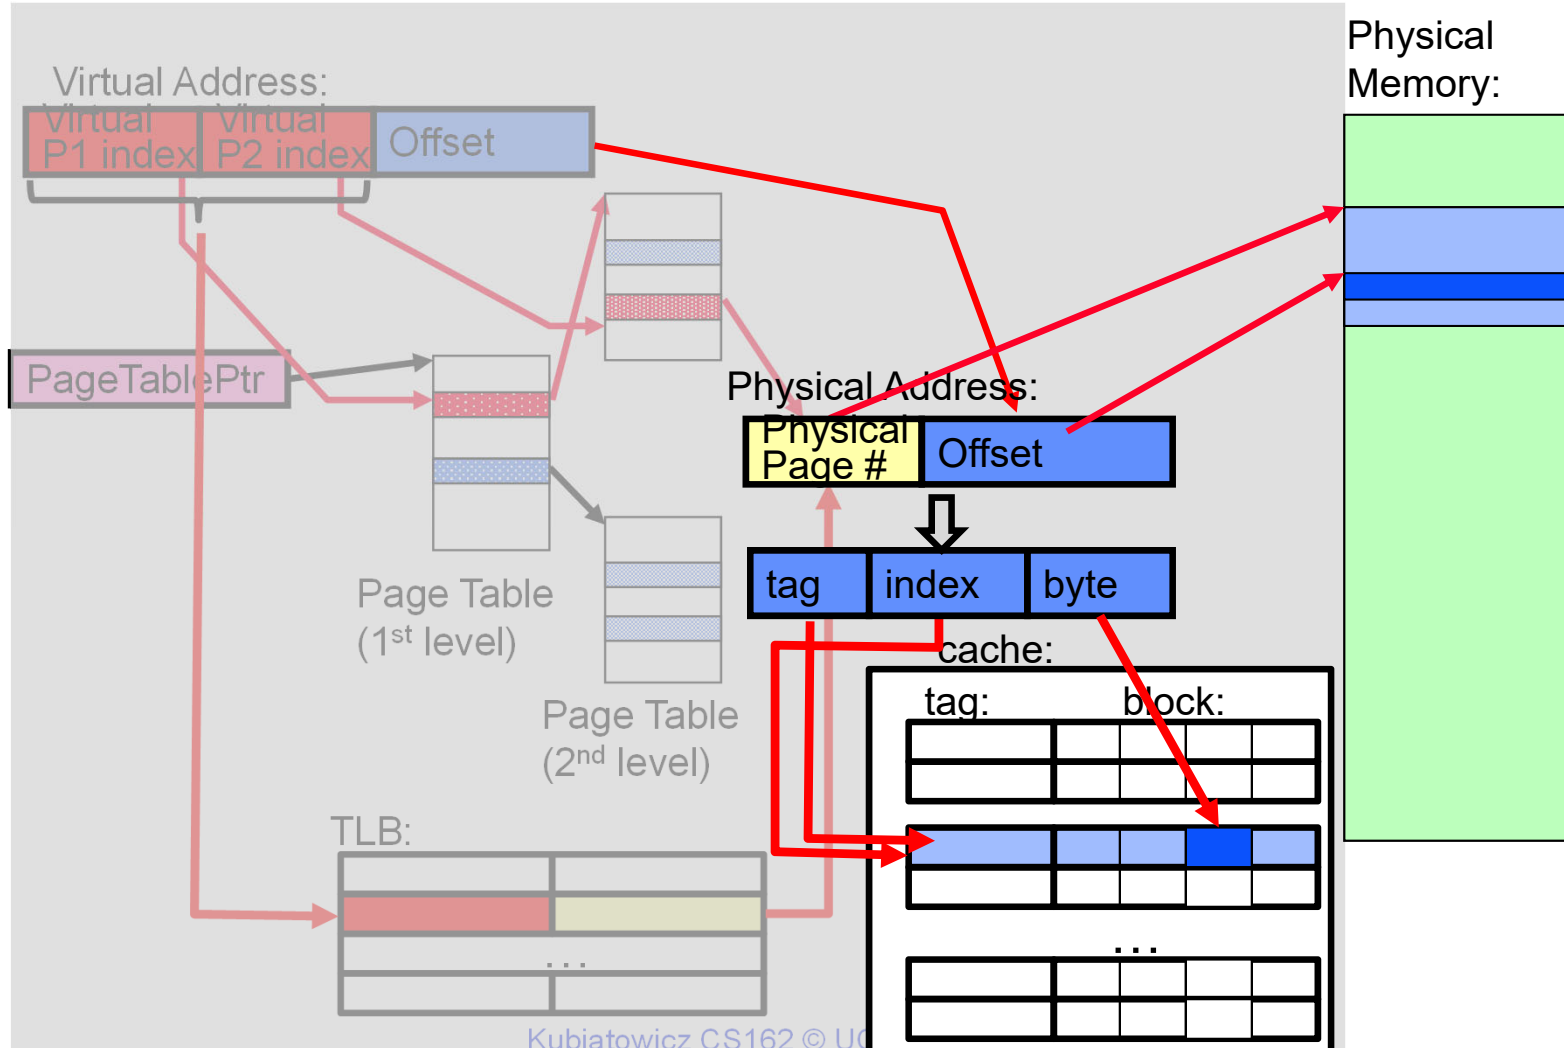 Physical
Memory:
Virtual Address:
Virtual
P1 index
Virtual
P2 index
Offset
PageTablePtr
Physical Address:
Physical
Page #
Offset
tag
index
byte
Page Table
(1st level)
cache:
tag:
block:
Page Table
(2nd level)
TLB:
...
...
Kubiatowicz CS162 ©